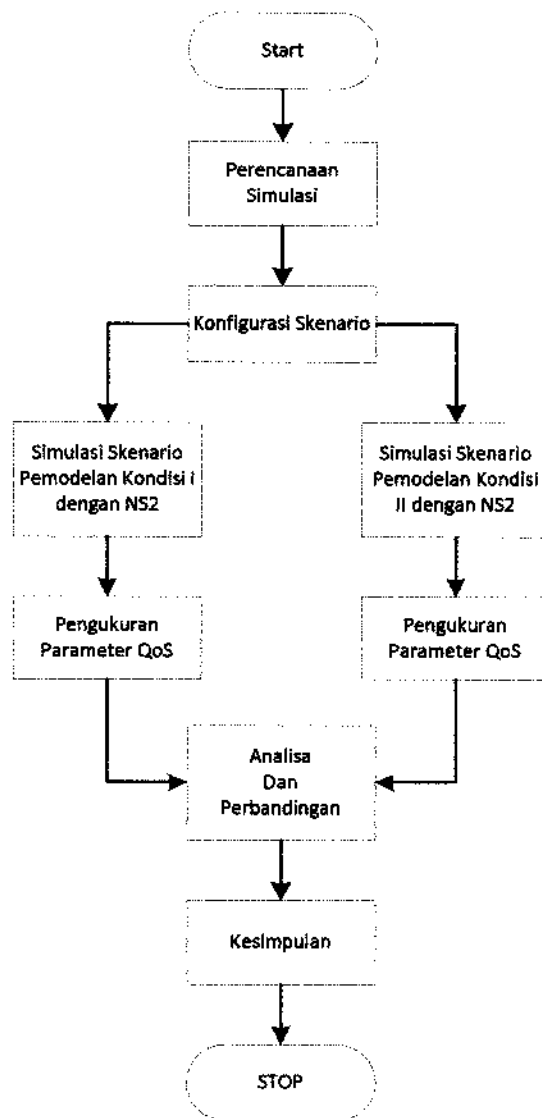 Start
Perencanaan
Simulasi
Konfigurasi Skenario
Simulasi Skenario
Pemodelan Kondisi I
dengan NS2
Simulasi Skenario
Pemodelan Kondisi
II dengan NS2
Pengukuran
Parameter QoS
Pengukuran
Parameter QoS
Analisa
Dan
Perbandingan
Kesimpulan
STOP